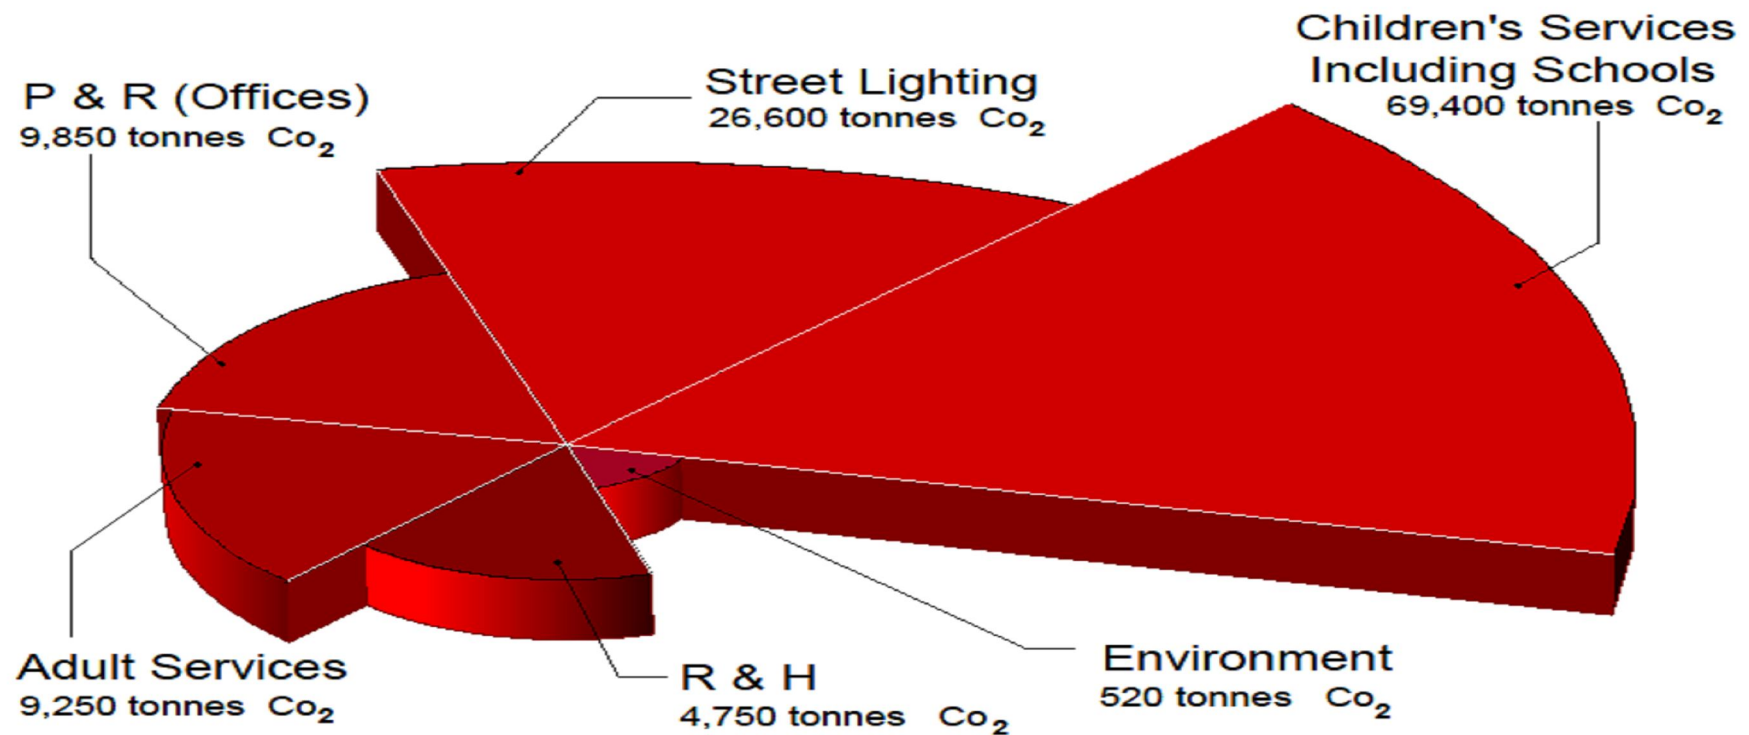 Children's Services
Including Schools
69,400 tonnes Co₂
Street Lighting
26,600 tonnes Co₂
P & R (Offices)
9,850 tonnes Co₂
Adult Services
9,250 tonnes Co₂
R & H
4,750 tonnes Co₂
Environment
520 tonnes Co₂